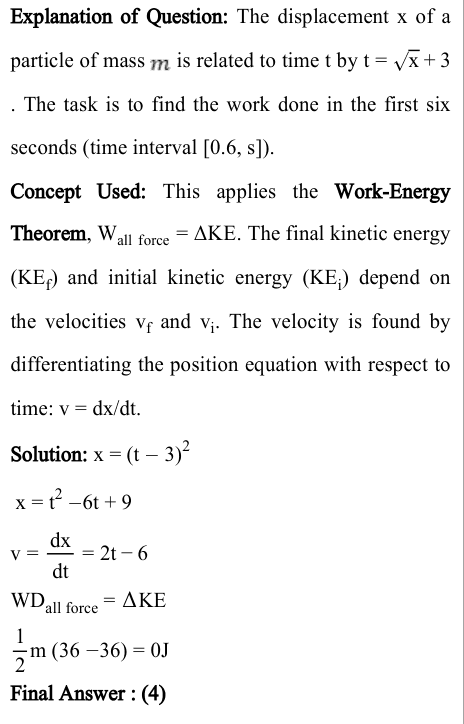 Explanation of Question: The displacement x of a
particle of mass m is related to time t by t = √x + 3
. The task is to find the work done in the first six
seconds (time interval [0.6, s]).
Concept Used: This applies the Work-Energy
Theorem, W_all force = ΔKE. The final kinetic energy
(KE_f) and initial kinetic energy (KE_i) depend on
the velocities v_f and v_i. The velocity is found by
differentiating the position equation with respect to
time: v = dx/dt.
Solution: x = (t – 3)²
x = t² –6t + 9
v = dx/dt = 2t – 6
WD_all force = ΔKE
1/2 m (36 –36) = 0J
Final Answer : (4)